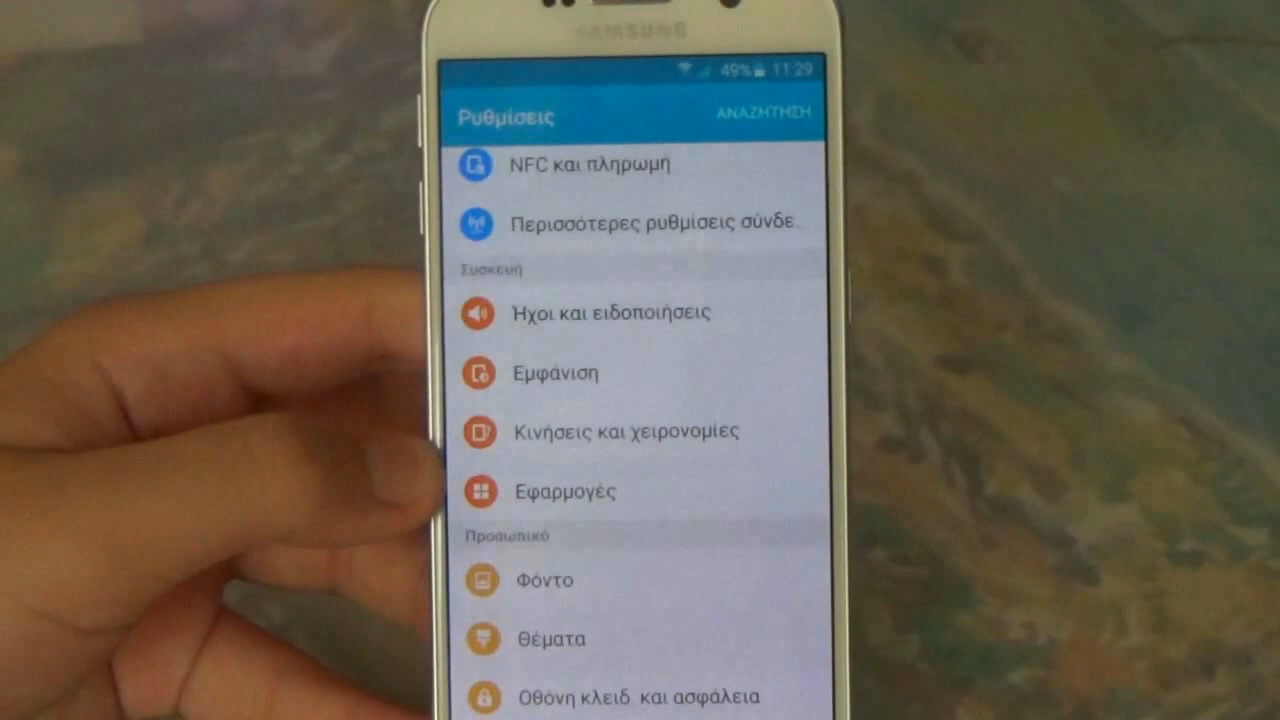 SAMSUNG
49% 11:29
Ρυθμίσεις ΑΝΑΖΗΤΗΣΗ
NFC και πληρωμή
Περισσότερες ρυθμίσεις σύνδε.
Συσκευή
Ήχοι και ειδοποιήσεις
Εμφάνιση
Κινήσεις και χειρονομίες
Εφαρμογές
Προσωπικό
Φόντο
Θέματα
Οθόνη κλειδ. και ασφάλεια